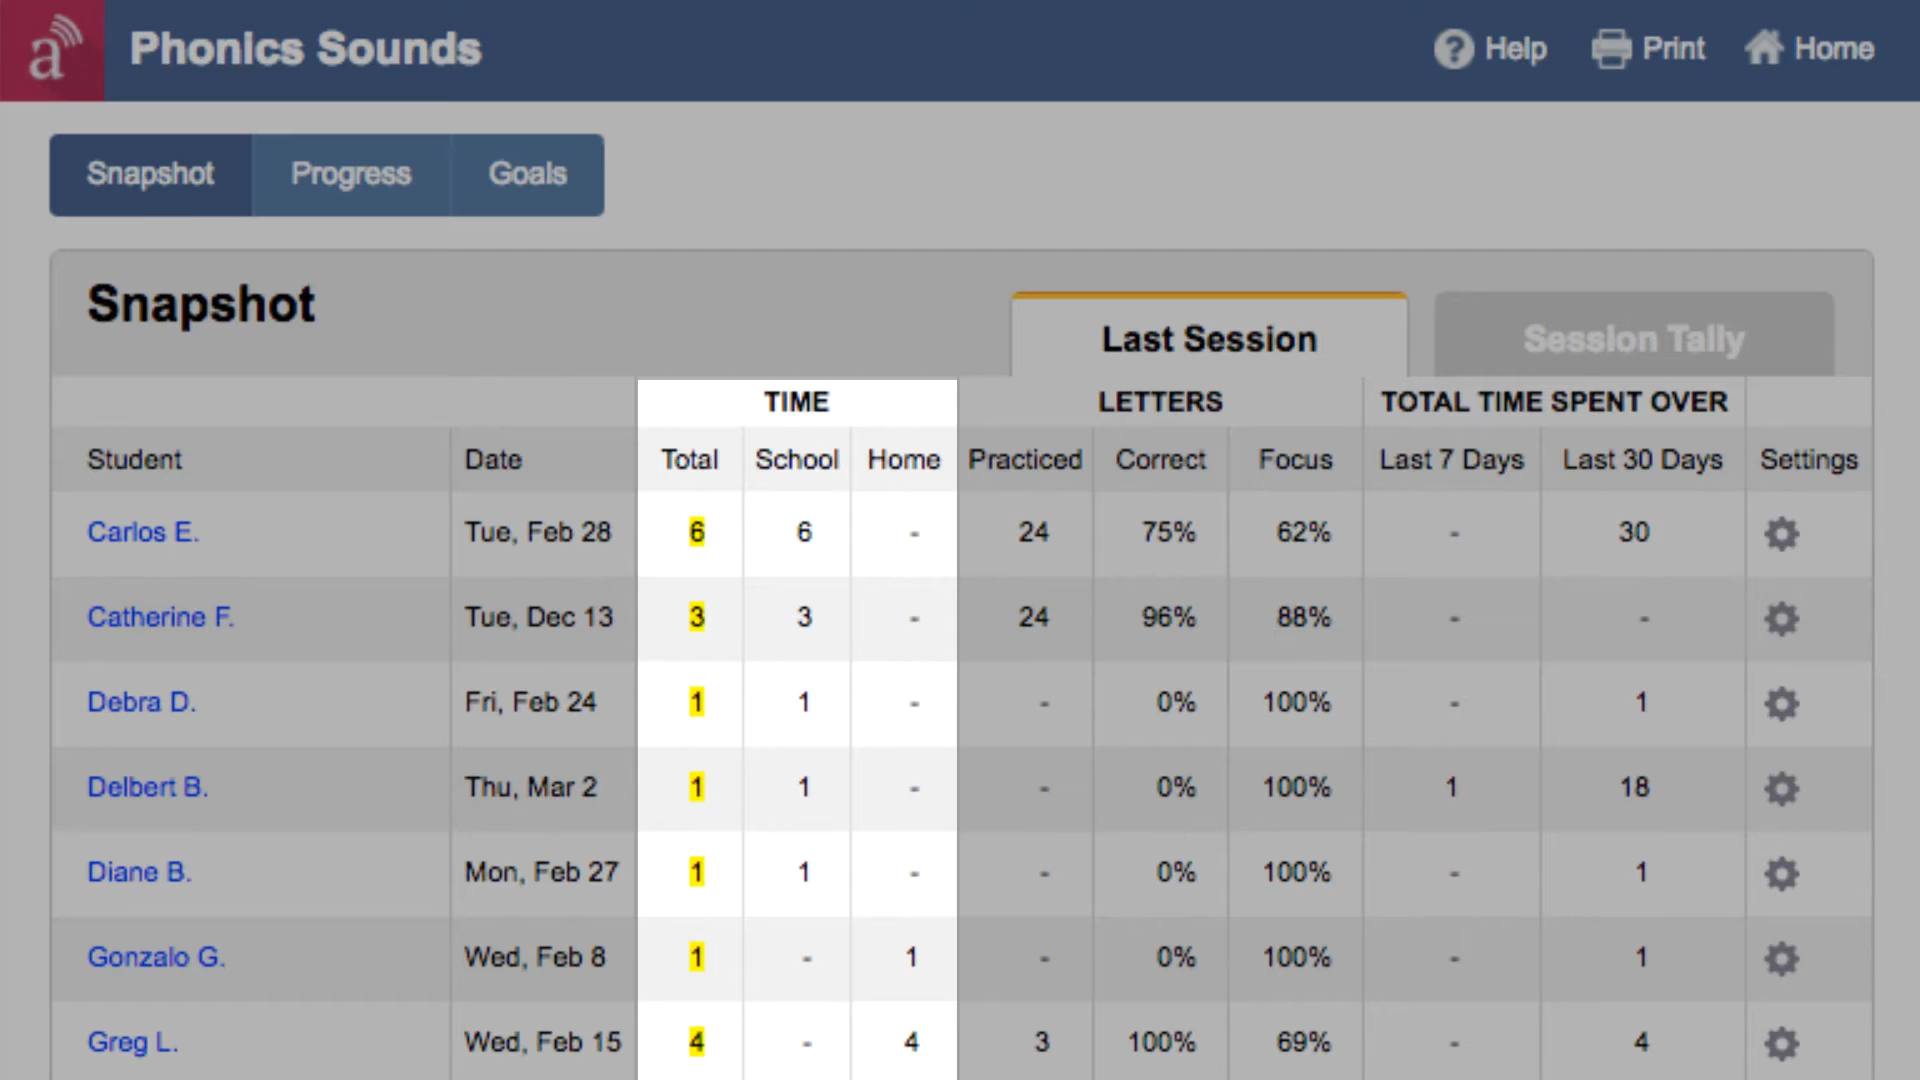 a Phonics Sounds Help Print Home
Snapshot Progress Goals
Snapshot Last Session Session Tally
TIME LETTERS TOTAL TIME SPENT OVER
Student Date Total School Home Practiced Correct Focus Last 7 Days Last 30 Days Settings
Carlos E. Tue, Feb 28 6 6 - 24 75% 62% - 30
Catherine F. Tue, Dec 13 3 3 - 24 96% 88% - -
Debra D. Fri, Feb 24 1 1 - - 0% 100% - 1
Delbert B. Thu, Mar 2 1 1 - - 0% 100% 1 18
Diane B. Mon, Feb 27 1 1 - - 0% 100% - 1
Gonzalo G. Wed, Feb 8 1 - 1 - 0% 100% - 1
Greg L. Wed, Feb 15 4 - 4 3 100% 69% - 4